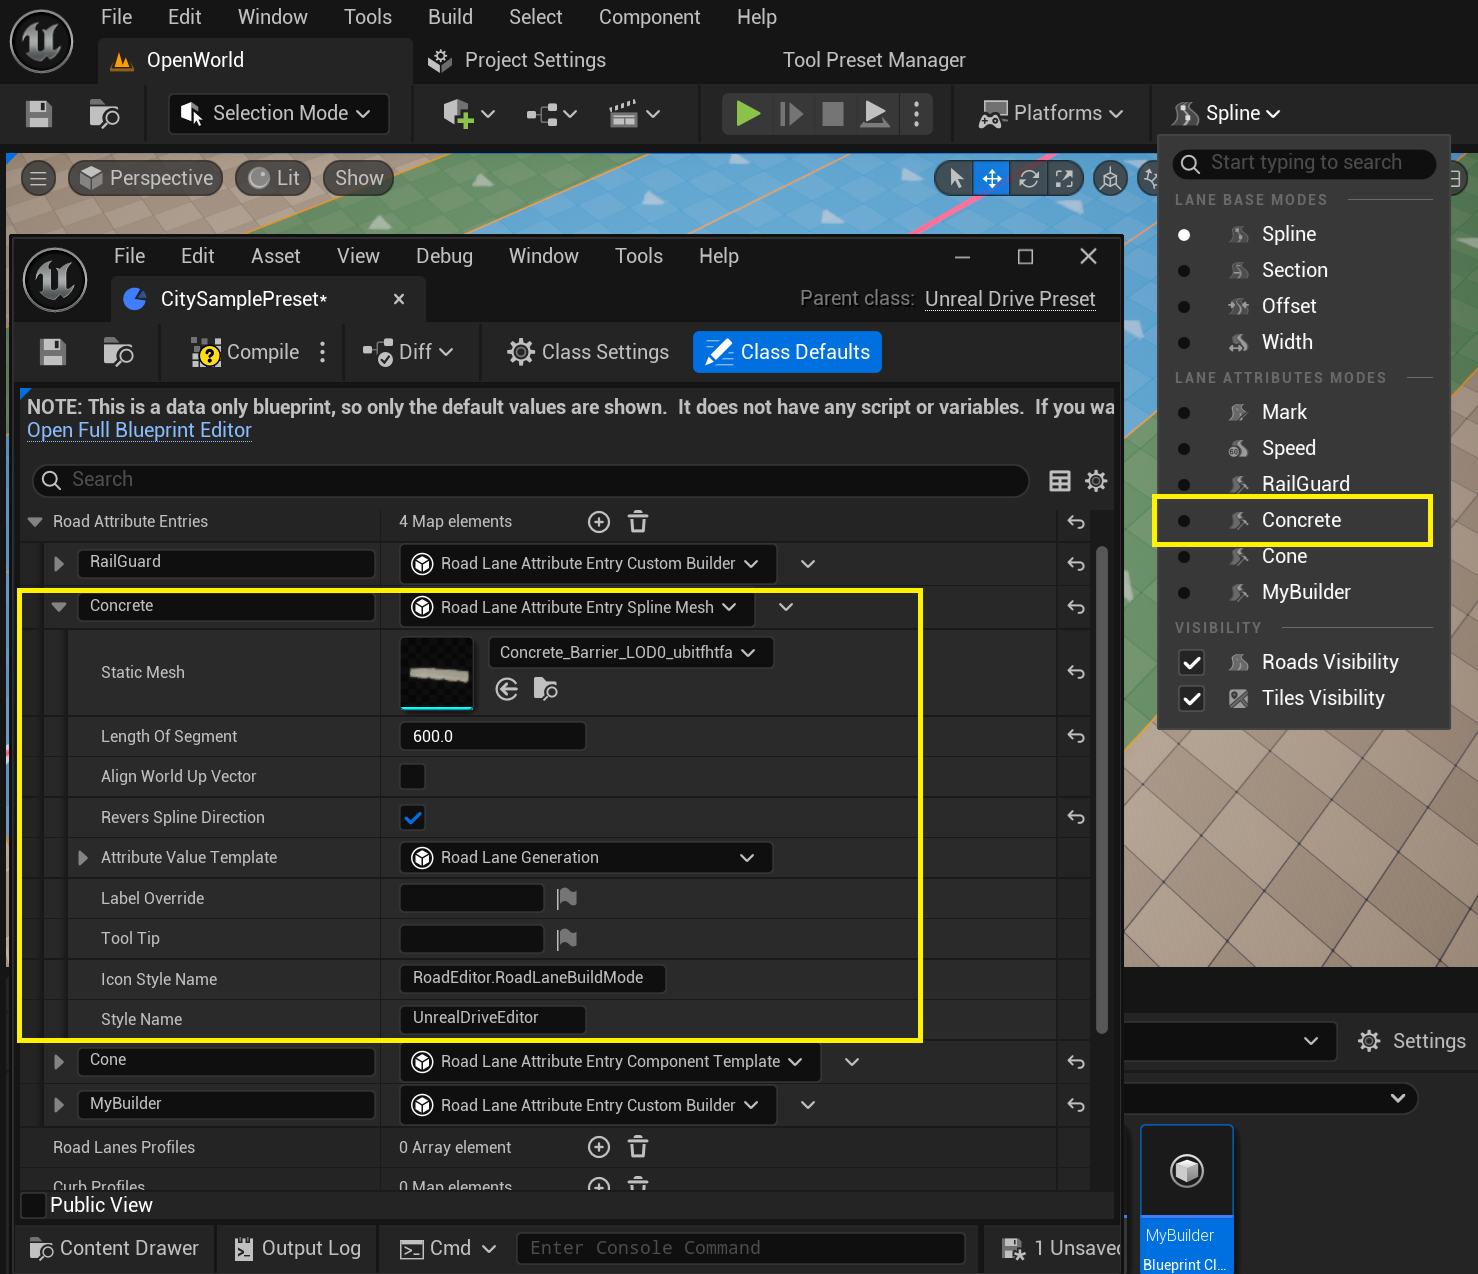 File Edit Window Tools Build Select Component Help
OpenWorld Project Settings Tool Preset Manager
Selection Mode Platforms Spline
Perspective Lit Show
Start typing to search
LANE BASE MODES
Spline
Section
Offset
Width
LANE ATTRIBUTES MODES
Mark
Speed
RailGuard
Concrete
Cone
MyBuilder
VISIBILITY
Roads Visibility
Tiles Visibility
File Edit Asset View Debug Window Tools Help
CitySamplePreset* Parent class: Unreal Drive Preset
Compile Diff Class Settings Class Defaults
NOTE: This is a data only blueprint, so only the default values are shown. It does not have any script or variables. If you wa
Open Full Blueprint Editor
Search
Road Attribute Entries 4 Map elements
RailGuard Road Lane Attribute Entry Custom Builder
Concrete Road Lane Attribute Entry Spline Mesh
Static Mesh Concrete_Barrier_LOD0_ubitfhtfa
Length Of Segment 600.0
Align World Up Vector
Revers Spline Direction
Attribute Value Template Road Lane Generation
Label Override
Tool Tip
Icon Style Name RoadEditor.RoadLaneBuildMode
Style Name UnrealDriveEditor
Cone Road Lane Attribute Entry Component Template
MyBuilder Road Lane Attribute Entry Custom Builder
Road Lanes Profiles 0 Array element
Curb Profiles 0 Map elements
Public View
Content Drawer Output Log Cmd Enter Console Command 1 Unsaved
Settings
MyBuilder
Blueprint Cl...